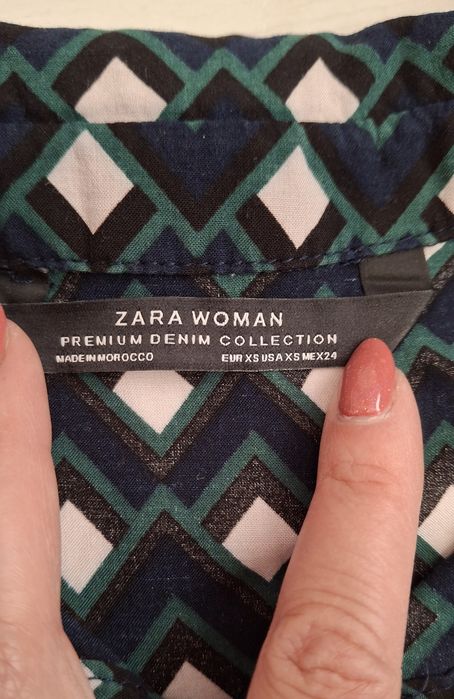 ZARA WOMAN
PREMIUM DENIM COLLECTION
MADE IN MOROCCO EUR XS USA XS MEX 24